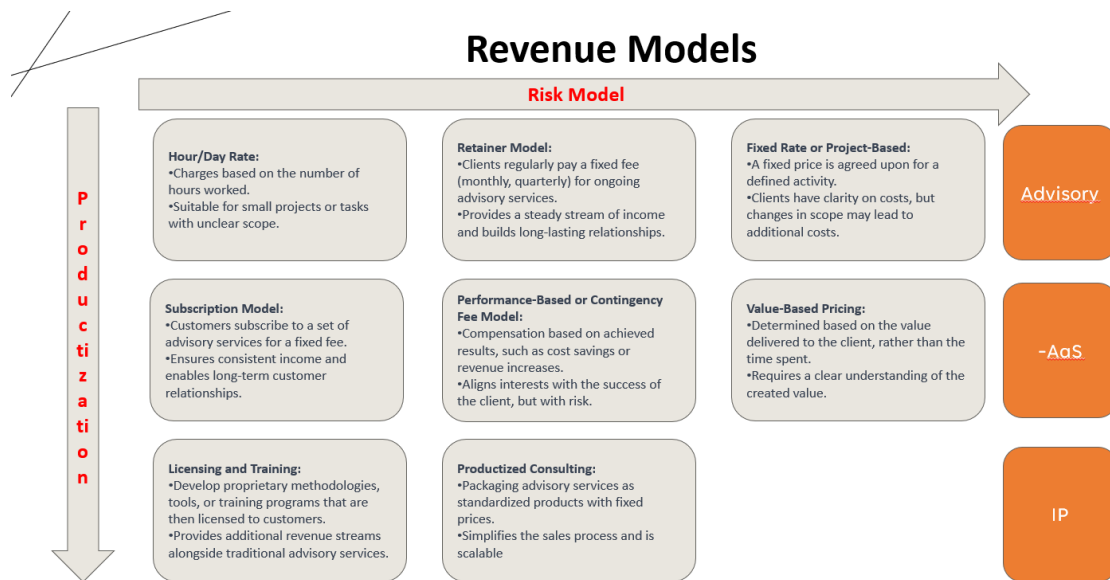 Revenue Models
Risk Model
Productization
Hour/Day Rate:
•Charges based on the number of
hours worked.
•Suitable for small projects or tasks
with unclear scope.
Retainer Model:
•Clients regularly pay a fixed fee
(monthly, quarterly) for ongoing
advisory services.
•Provides a steady stream of income
and builds long-lasting relationships.
Fixed Rate or Project-Based:
•A fixed price is agreed upon for a
defined activity.
•Clients have clarity on costs, but
changes in scope may lead to
additional costs.
Advisory
Subscription Model:
•Customers subscribe to a set of
advisory services for a fixed fee.
•Ensures consistent income and
enables long-term customer
relationships.
Performance-Based or Contingency
Fee Model:
•Compensation based on achieved
results, such as cost savings or
revenue increases.
•Aligns interests with the success of
the client, but with risk.
Value-Based Pricing:
•Determined based on the value
delivered to the client, rather than the
time spent.
•Requires a clear understanding of the
created value.
-AaS
Licensing and Training:
•Develop proprietary methodologies,
tools, or training programs that are
then licensed to customers.
•Provides additional revenue streams
alongside traditional advisory services.
Productized Consulting:
•Packaging advisory services as
standardized products with fixed
prices.
•Simplifies the sales process and is
scalable
IP